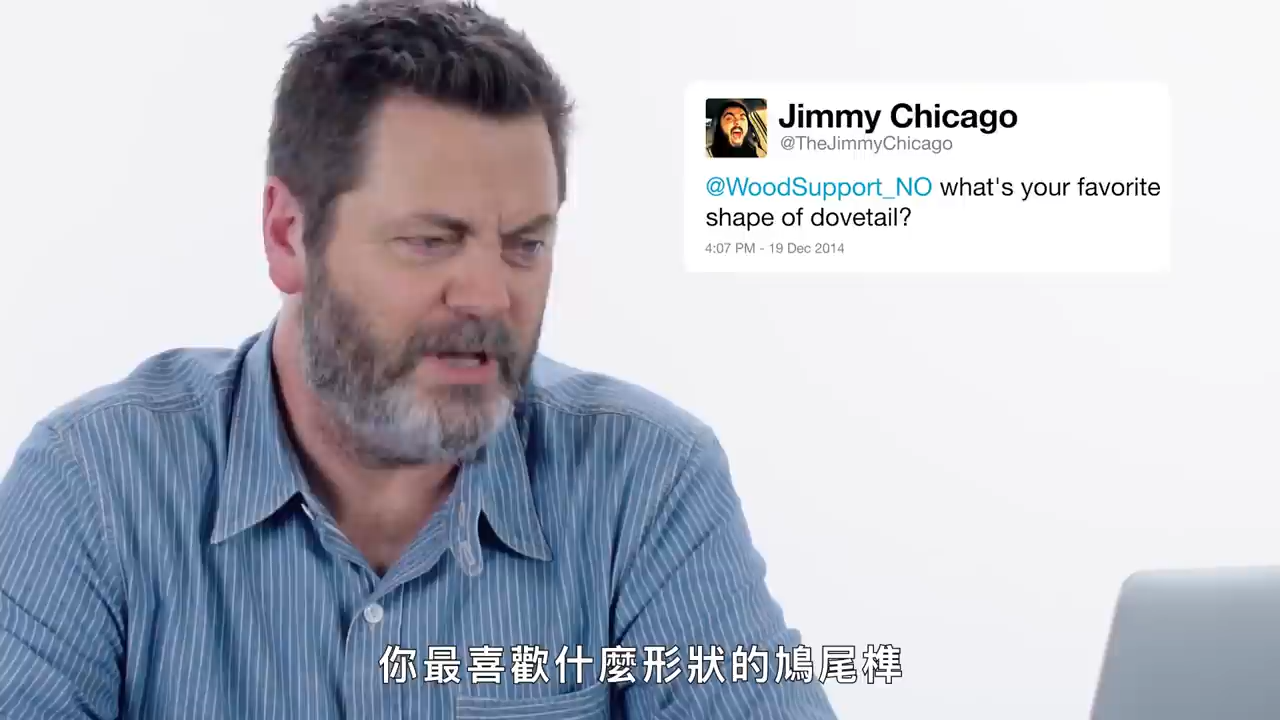 Jimmy Chicago
@TheJimmyChicago
@WoodSupport_NO what's your favorite
shape of dovetail?
4:07 PM - 19 Dec 2014
你最喜歡什麼形狀的鳩尾榫